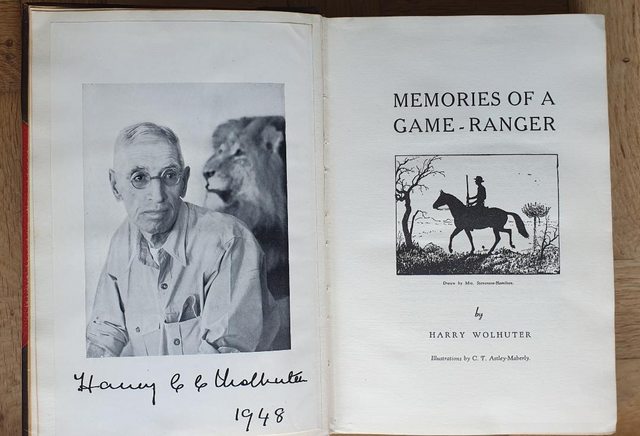 Harry C C Wolhuter
1948
MEMORIES OF A
GAME-RANGER
Drawn by Mrs. Stevenson-Hamilton.
by
HARRY WOLHUTER
Illustrations by C. T. Astley-Maberly.